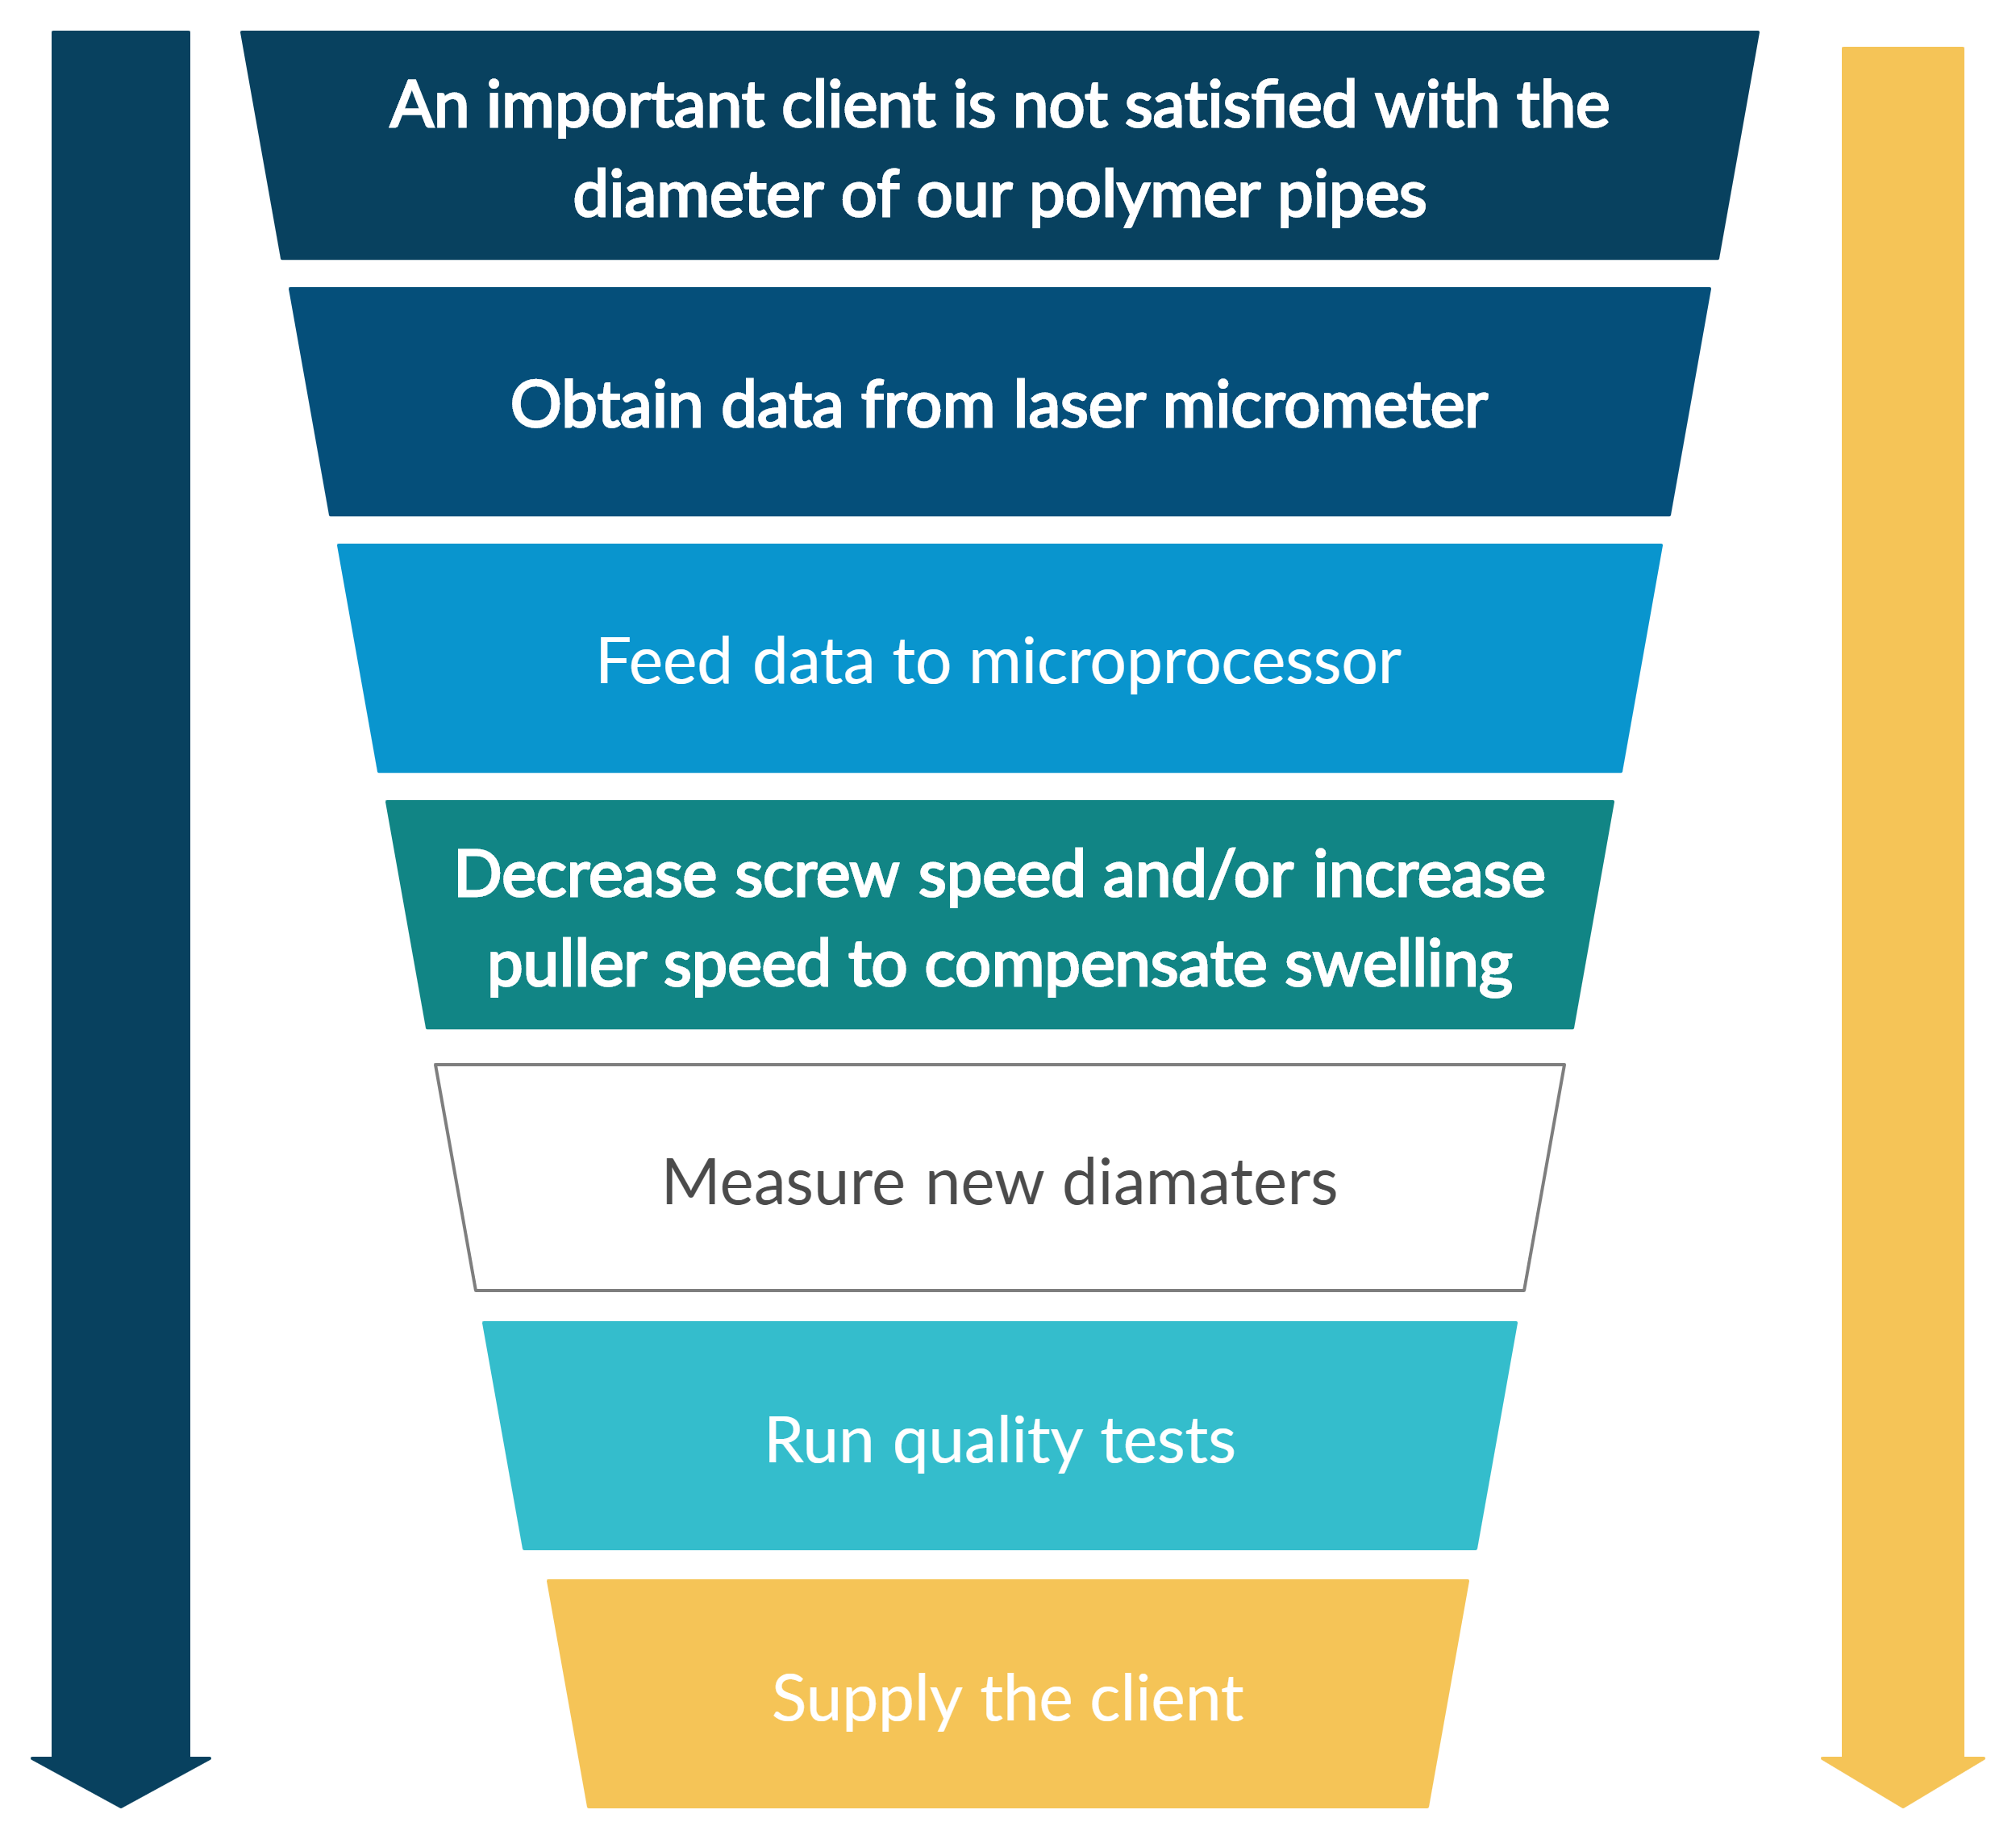 An important client is not satisfied with the
diameter of our polymer pipes
Obtain data from laser micrometer
Feed data to microprocessor
Decrease screw speed and/or increase
puller speed to compensate swelling
Measure new diamaters
Run quality tests
Supply the client